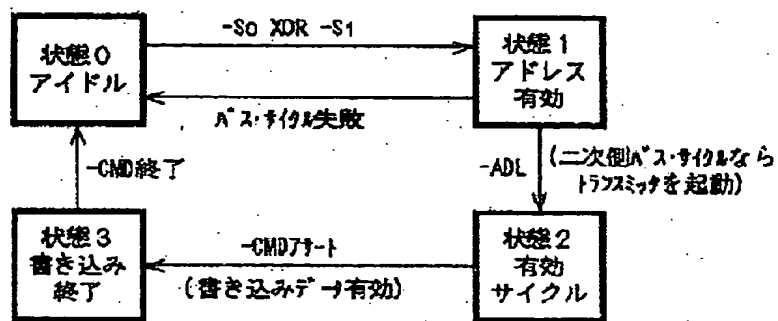 状態0
アイドル
-S0 XOR -S1
状態1
アドレス
有効
バス・サイクル失敗
-CMD終了
-ADL
(二次側バス・サイクルなら
トランスミッタを起動)
状態3
書き込み
終了
-CMDアサート
(書き込みデータ有効)
状態2
有効
サイクル